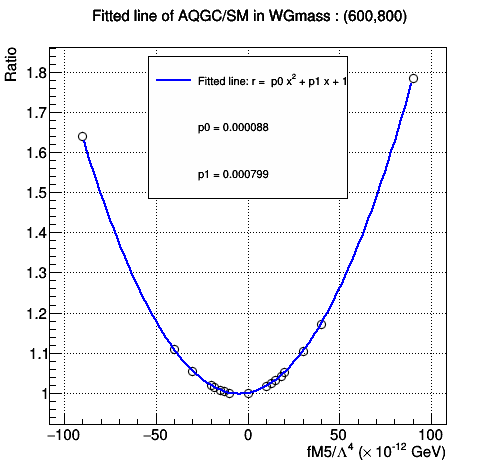 Fitted line of AQGC/SM in WGmass : (600,800)
Ratio
Fitted line: r = p0 x² + p1 x + 1
p0 = 0.000088
p1 = 0.000799
1.8
1.7
1.6
1.5
1.4
1.3
1.2
1.1
1
−100 −50 0 50 100
fM5/Λ⁴ (× 10⁻¹² GeV)